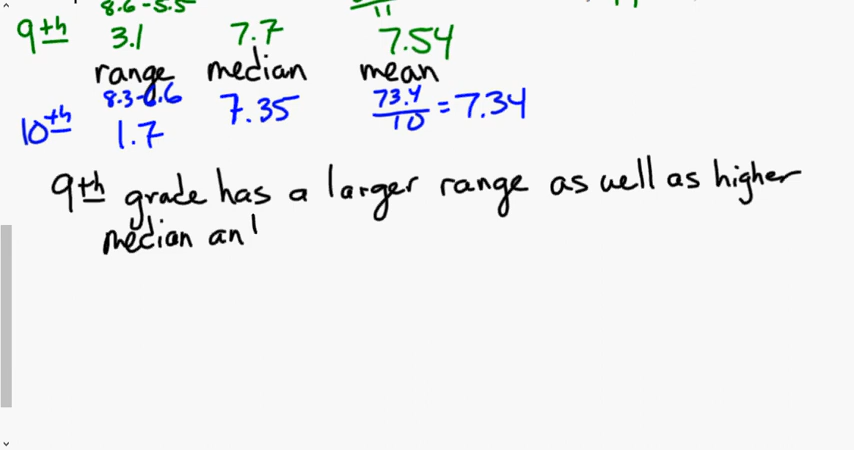 8.6-5.5
11
9th 3.1 7.7 7.54
range median mean
8.3-6.6 73.4
10th 1.7 7.35 10 = 7.34
9th grade has a larger range as well as higher
median an